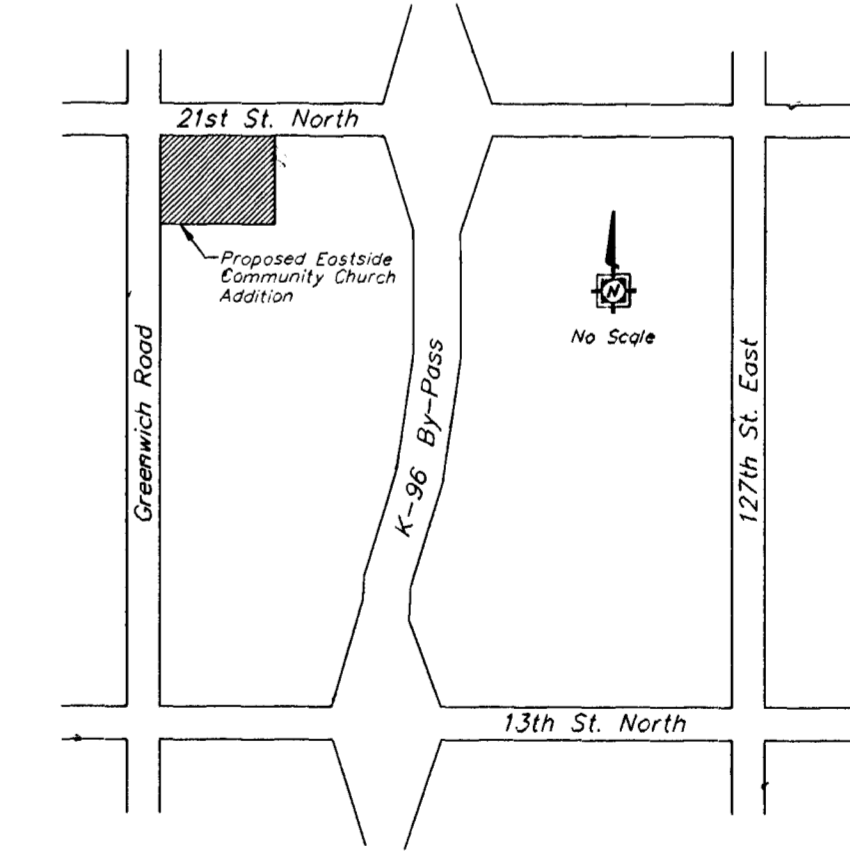 21st St. North
Proposed Eastside
Community Church
Addition
N
No Scale
Greenwich Road
K-96 By-Pass
127th St. East
13th St. North